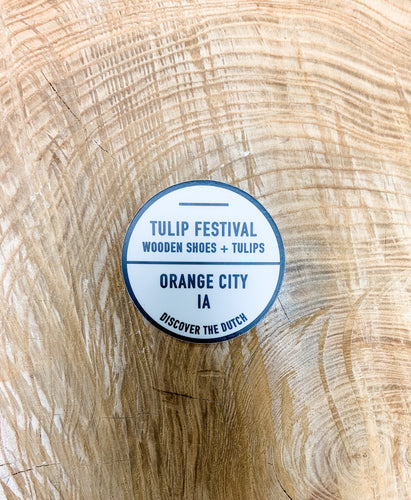 TULIP FESTIVAL
WOODEN SHOES + TULIPS
ORANGE CITY
IA
DISCOVER THE DUTCH